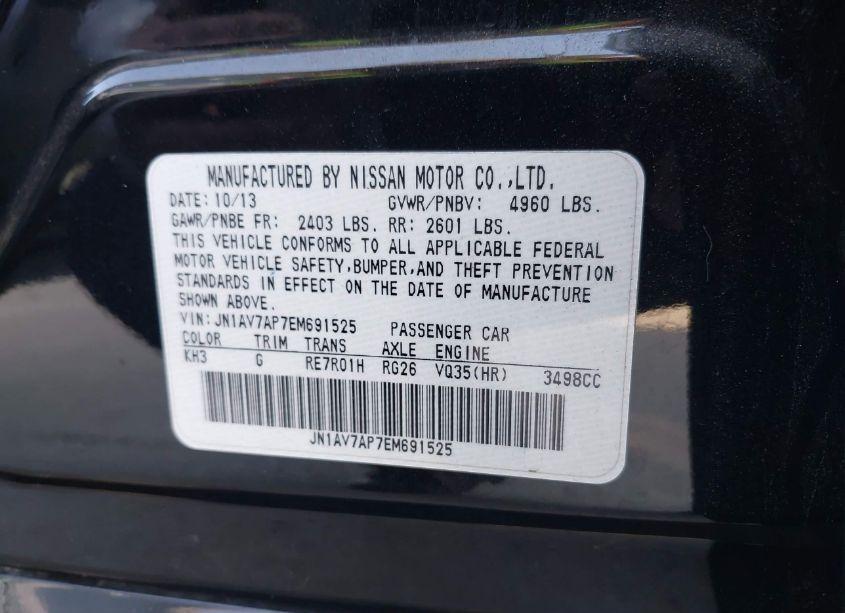 MANUFACTURED BY NISSAN MOTOR CO.,LTD.
DATE: 10/13 GVWR/PNBV: 4960 LBS.
GAWR/PNBE FR: 2403 LBS. RR: 2601 LBS.
THIS VEHICLE CONFORMS TO ALL APPLICABLE FEDERAL
MOTOR VEHICLE SAFETY,BUMPER,AND THEFT PREVENTION
STANDARDS IN EFFECT ON THE DATE OF MANUFACTURE
SHOWN ABOVE.
VIN:JN1AV7AP7EM691525 PASSENGER CAR
COLOR TRIM TRANS AXLE ENGINE
KH3 G RE7R01H RG26 VQ35(HR) 3498CC
JN1AV7AP7EM691525